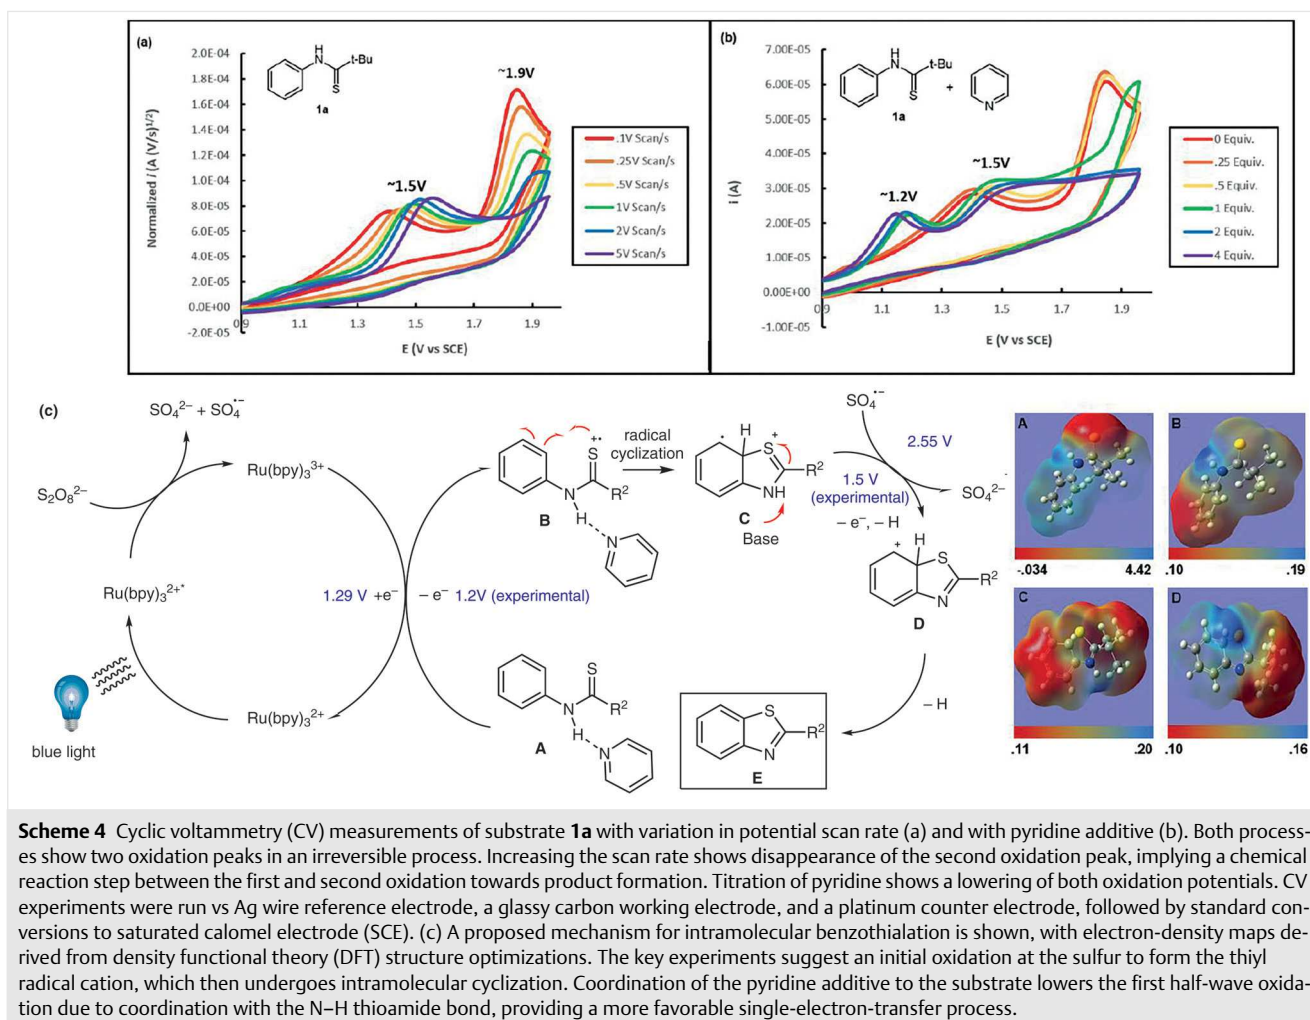 (a)
2.0E-04
1.8E-04
1.6E-04
1.4E-04
1.2E-04
1.0E-04
8.0E-05
6.0E-05
4.0E-05
2.0E-05
0.0E+00
-2.0E-05
Normalized I (A (V/s)^1/2)
0.9 1.1 1.3 1.5 1.7 1.9
E (V vs SCE)
H
N
t-Bu
S
1a
~1.5V
~1.9V
.1V Scan/s
.25V Scan/s
.5V Scan/s
1V Scan/s
2V Scan/s
5V Scan/s
(b)
7.00E-05
6.00E-05
5.00E-05
4.00E-05
3.00E-05
2.00E-05
1.00E-05
0.00E+00
-1.00E-05
i (A)
0.9 1.1 1.3 1.5 1.7 1.9
E (V vs SCE)
H
N
t-Bu
S
+
N
1a
~1.2V
~1.5V
0 Equiv.
.25 Equiv.
.5 Equiv.
1 Equiv.
2 Equiv.
4 Equiv.
(c)
SO₄²⁻ + SO₄•⁻
S₂O₈²⁻
Ru(bpy)₃³⁺
Ru(bpy)₃²⁺*
Ru(bpy)₃²⁺
blue light
1.29 V +e⁻
– e⁻ 1.2V (experimental)
S
+•
N
R²
H
N
B
radical
cyclization
H
S
+
•
R²
NH
C
Base
SO₄•⁻
2.55 V
1.5 V
(experimental)
– e⁻, – H
SO₄²⁻
H
+
S
R²
N
D
– H
S
R²
N
E
S
N
R²
H
N
A
A
-.034 4.42
B
.10 .19
C
.11 .20
D
.10 .16
Scheme 4 Cyclic voltammetry (CV) measurements of substrate 1a with variation in potential scan rate (a) and with pyridine additive (b). Both process-
es show two oxidation peaks in an irreversible process. Increasing the scan rate shows disappearance of the second oxidation peak, implying a chemical
reaction step between the first and second oxidation towards product formation. Titration of pyridine shows a lowering of both oxidation potentials. CV
experiments were run vs Ag wire reference electrode, a glassy carbon working electrode, and a platinum counter electrode, followed by standard con-
versions to saturated calomel electrode (SCE). (c) A proposed mechanism for intramolecular benzothialation is shown, with electron-density maps de-
rived from density functional theory (DFT) structure optimizations. The key experiments suggest an initial oxidation at the sulfur to form the thiyl
radical cation, which then undergoes intramolecular cyclization. Coordination of the pyridine additive to the substrate lowers the first half-wave oxida-
tion due to coordination with the N–H thioamide bond, providing a more favorable single-electron-transfer process.